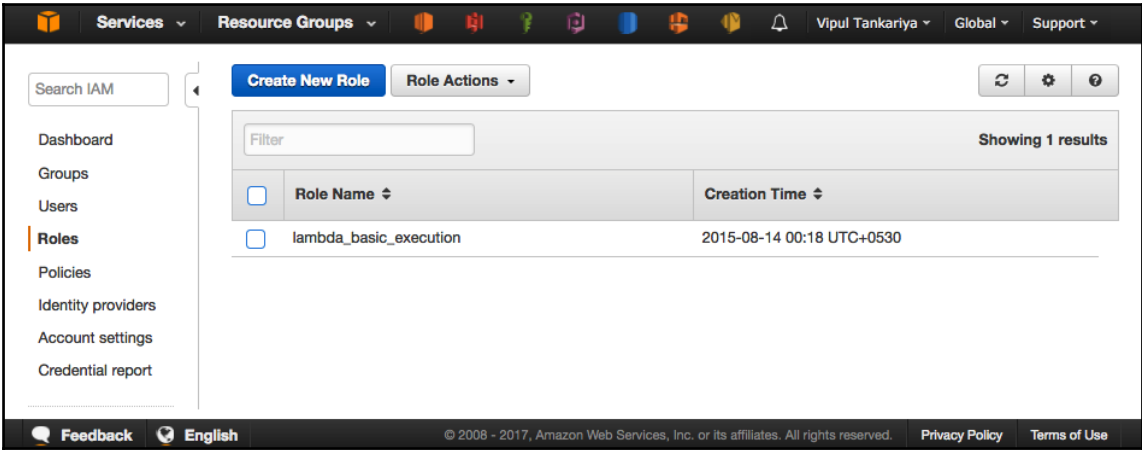 Services Resource Groups Vipul Tankariya Global Support
Search IAM
Create New Role Role Actions
Dashboard
Groups
Users
Roles
Policies
Identity providers
Account settings
Credential report
Filter Showing 1 results
Role Name Creation Time
lambda_basic_execution 2015-08-14 00:18 UTC+0530
Feedback English © 2008 - 2017, Amazon Web Services, Inc. or its affiliates. All rights reserved. Privacy Policy Terms of Use